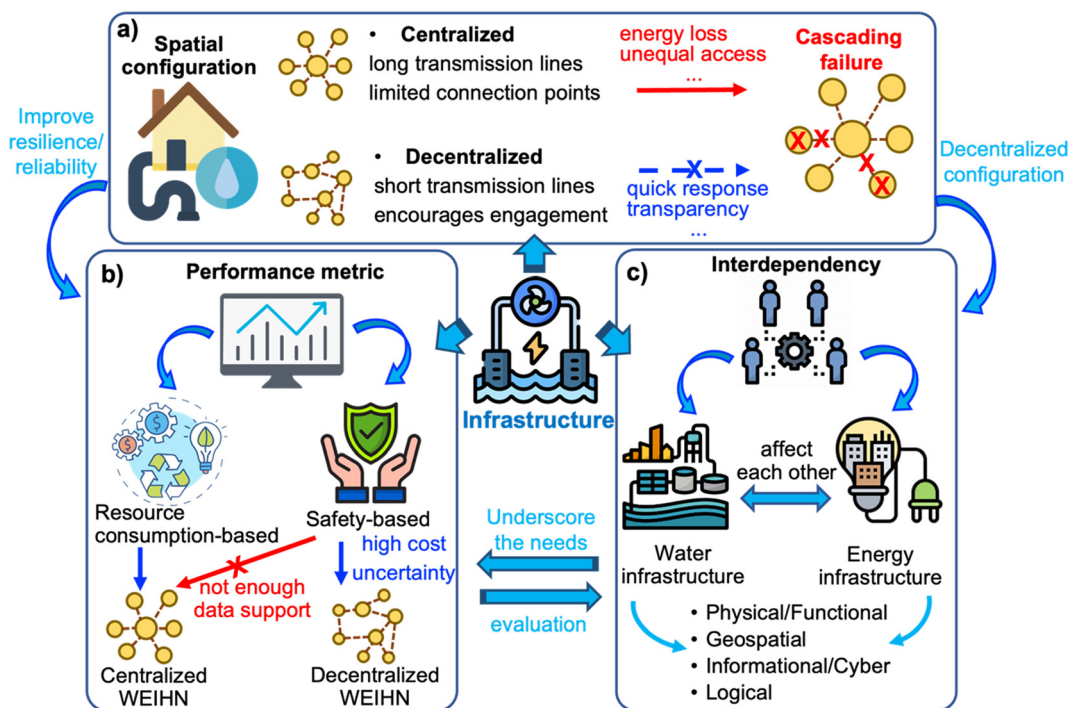 a)
Spatial
configuration
• Centralized
long transmission lines
limited connection points
energy loss
unequal access
...
Cascading
failure
X X
X
X
• Decentralized
short transmission lines
encourages engagement
X
quick response
transparency
...
Improve
resilience/
reliability
Decentralized
configuration
b)
Performance metric
$
$
Resource
consumption-based
Safety-based
high cost
uncertainty
X
not enough
data support
Centralized
WEIHN
Decentralized
WEIHN
Infrastructure
Underscore
the needs
evaluation
c)
Interdependency
affect
each other
Water
infrastructure
Energy
infrastructure
• Physical/Functional
• Geospatial
• Informational/Cyber
• Logical